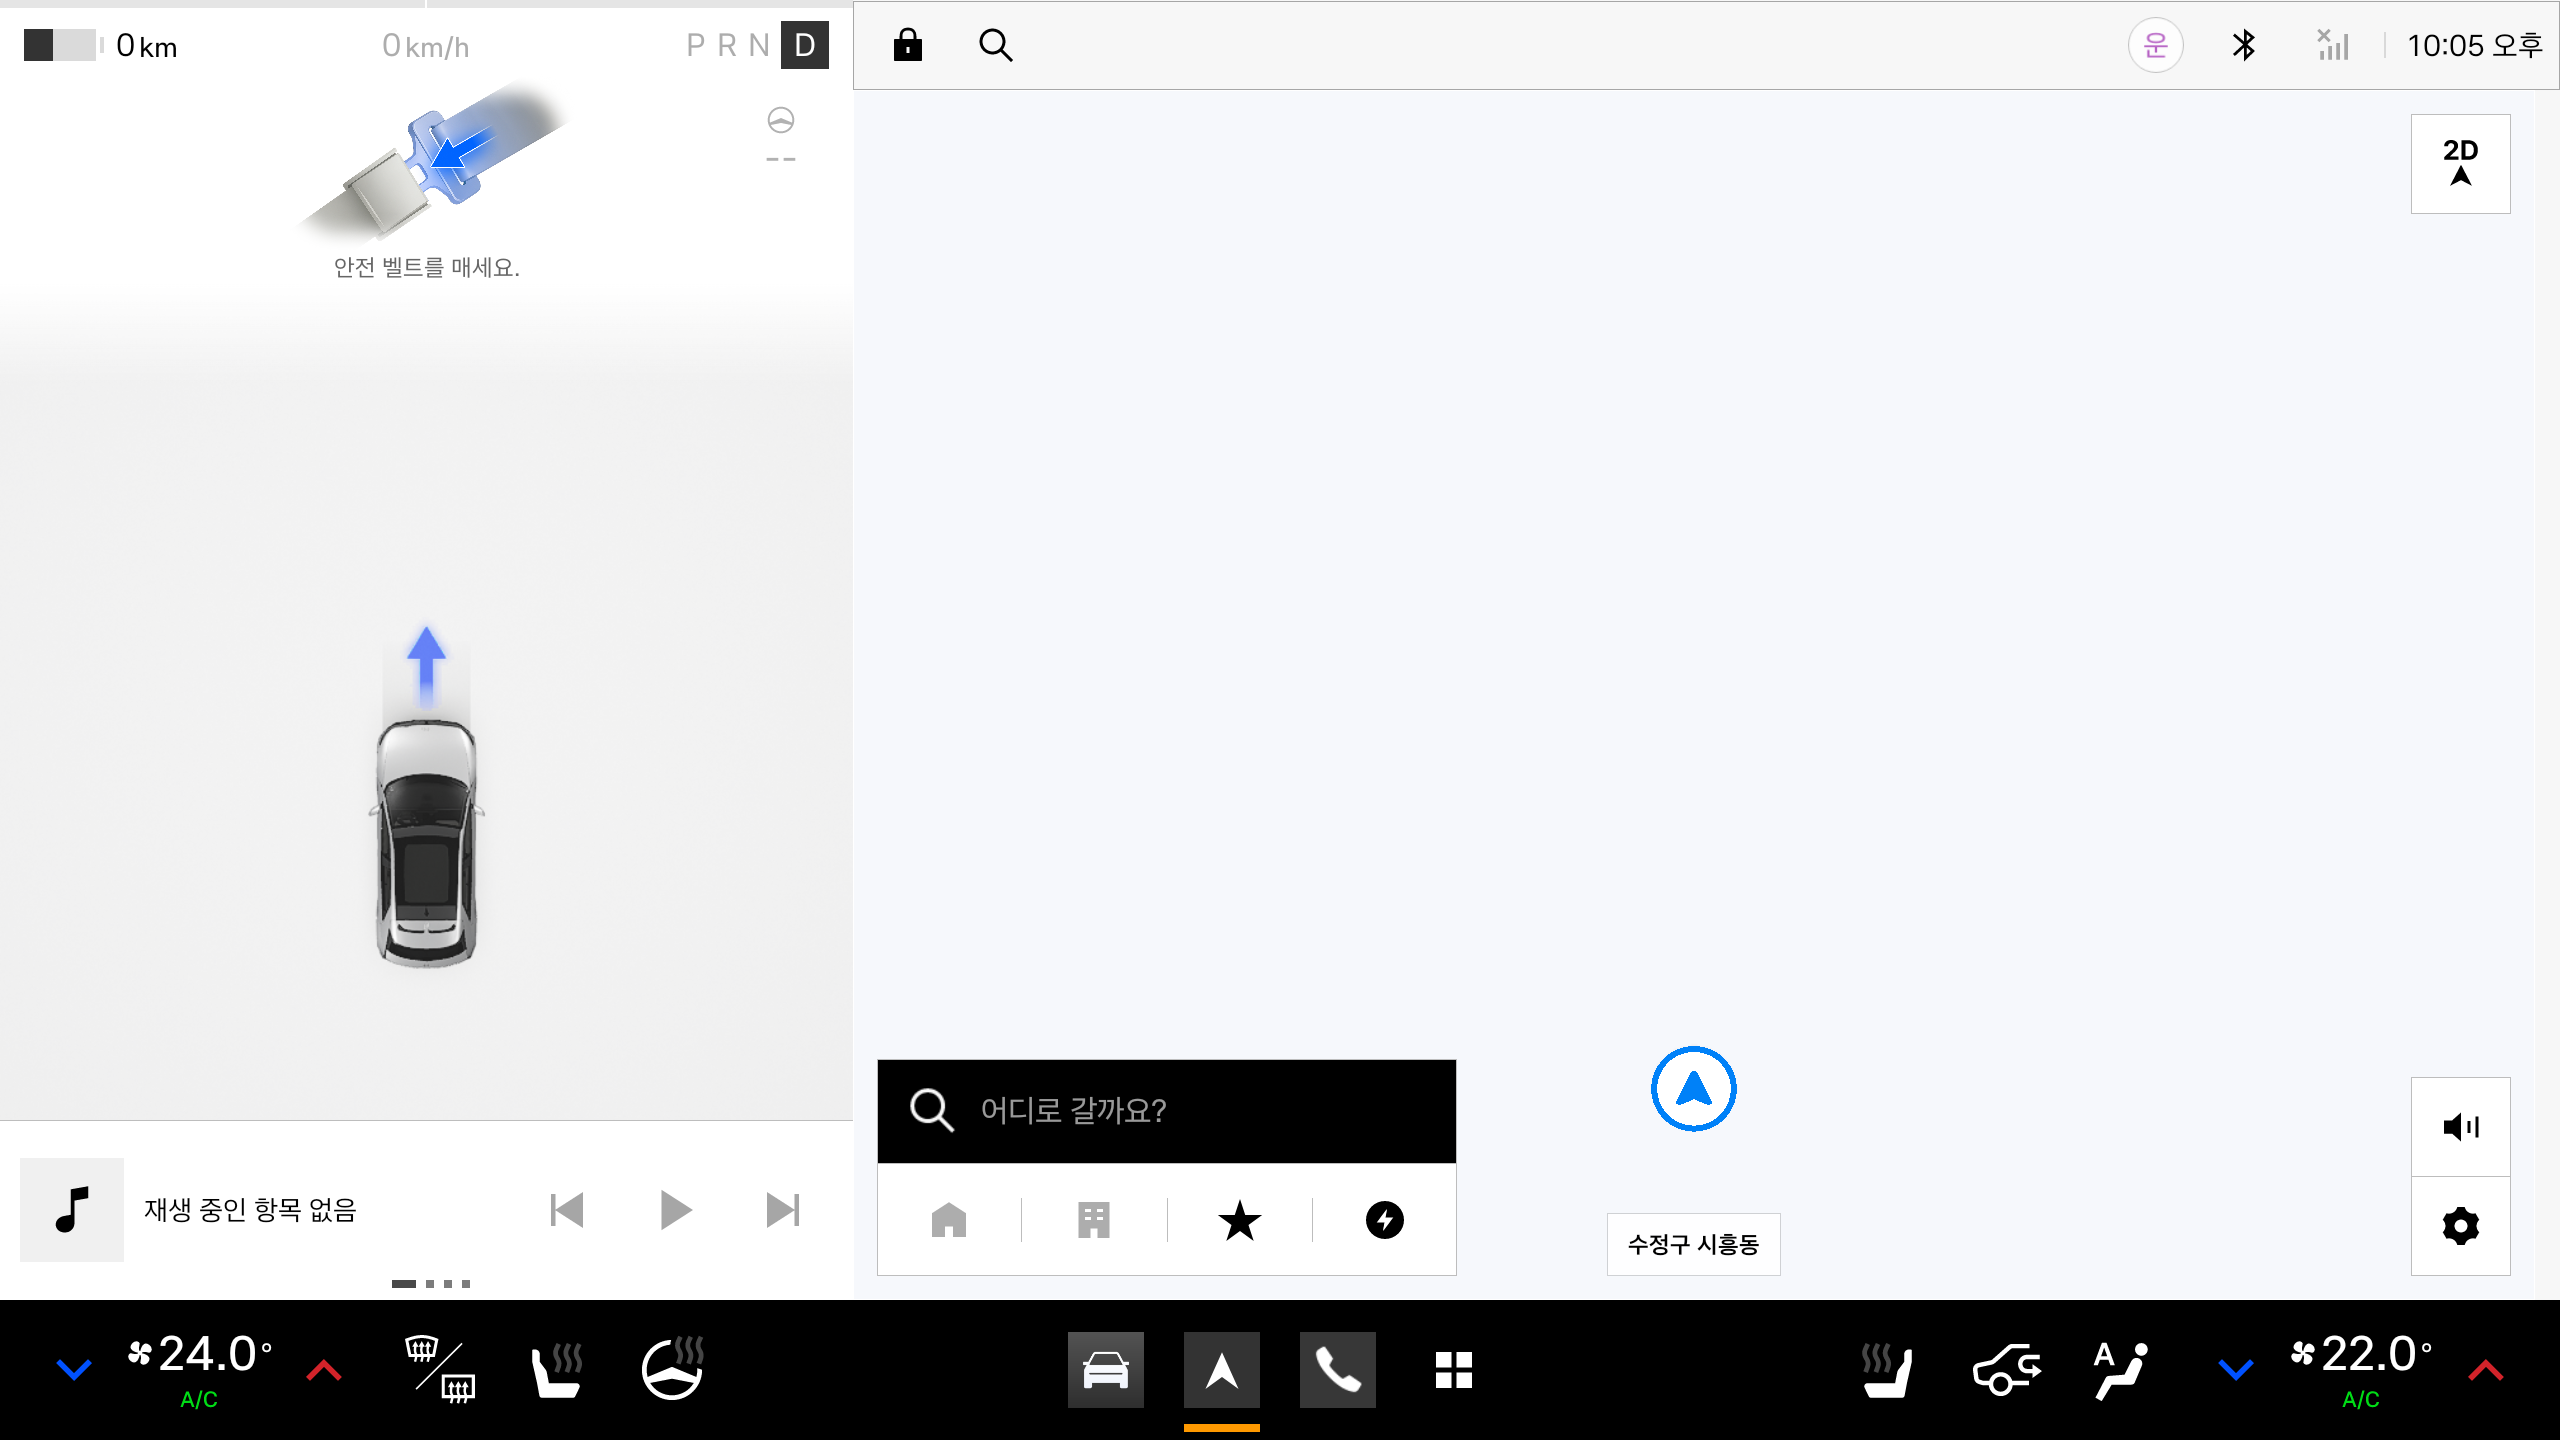 0 km
0 km/h
P R N D
안전 벨트를 매세요.
재생 중인 항목 없음
운
10:05 오후
2D
어디로 갈까요?
수정구 시흥동
24.0°
A/C
A
22.0°
A/C